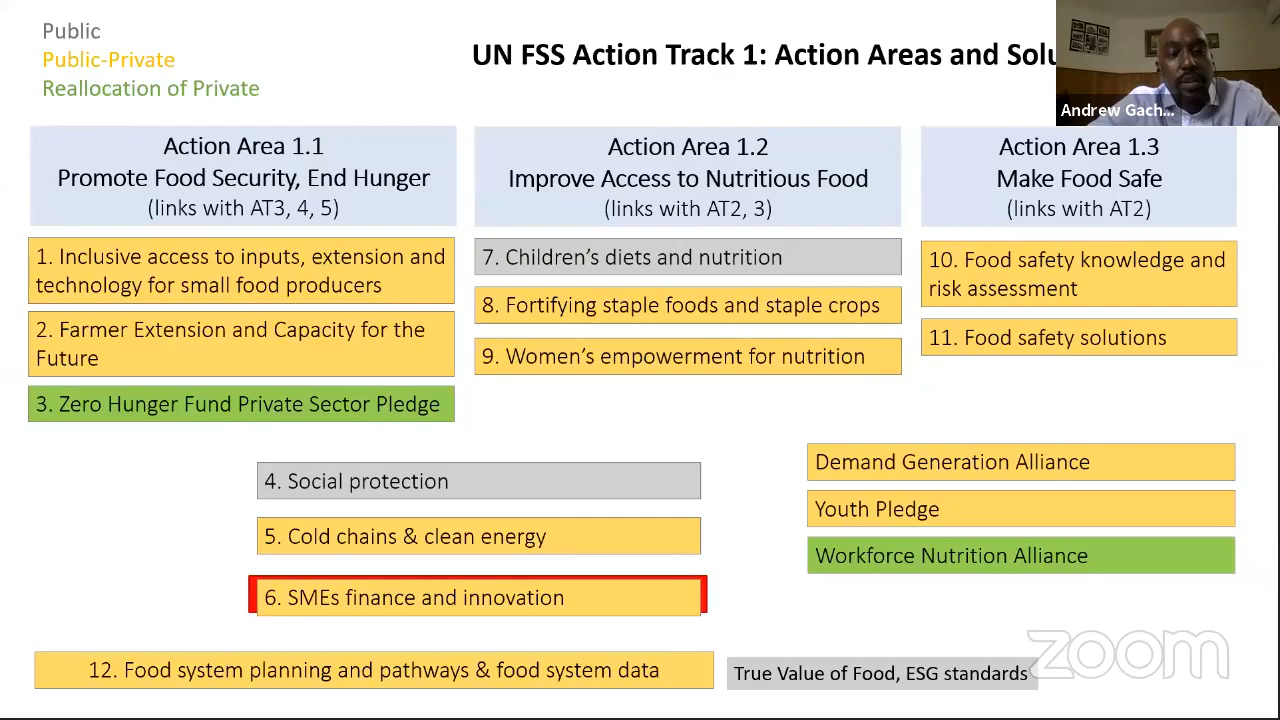 Public
Public-Private
Reallocation of Private
UN FSS Action Track 1: Action Areas and
Andrew Gach...
Action Area 1.1
Promote Food Security, End Hunger
(links with AT3, 4, 5)
Action Area 1.2
Improve Access to Nutritious Food
(links with AT2, 3)
Action Area 1.3
Make Food Safe
(links with AT2)
1. Inclusive access to inputs, extension and
technology for small food producers
2. Farmer Extension and Capacity for the
Future
3. Zero Hunger Fund Private Sector Pledge
7. Children’s diets and nutrition
8. Fortifying staple foods and staple crops
9. Women’s empowerment for nutrition
10. Food safety knowledge and
risk assessment
11. Food safety solutions
4. Social protection
5. Cold chains & clean energy
6. SMEs finance and innovation
Demand Generation Alliance
Youth Pledge
Workforce Nutrition Alliance
12. Food system planning and pathways & food system data
True Value of Food, ESG standards
zoom